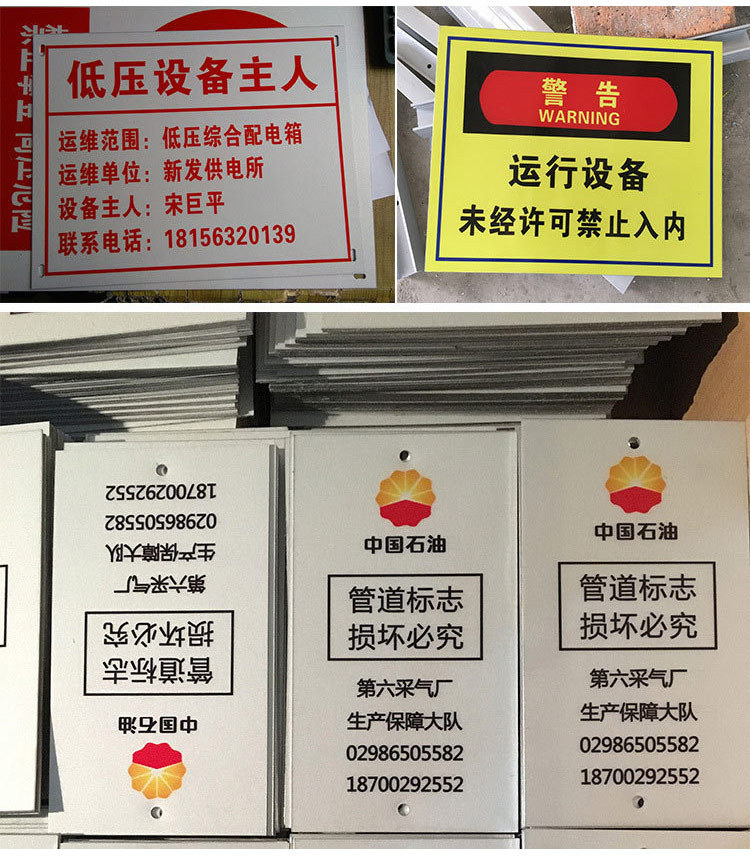 低压设备主人
运维范围：低压综合配电箱
运维单位：新发供电所
设备主人：宋巨平
联系电话：18156320139
警告
WARNING
运行设备
未经许可禁止入内
中国石油
管道标志
损坏必究
第六采气厂
生产保障大队
02986505582
18700292552
中国石油
管道标志
损坏必究
第六采气厂
生产保障大队
02986505582
18700292552
中国石油
管道标志
损坏必究
第六采气厂
生产保障大队
02986505582
18700292552